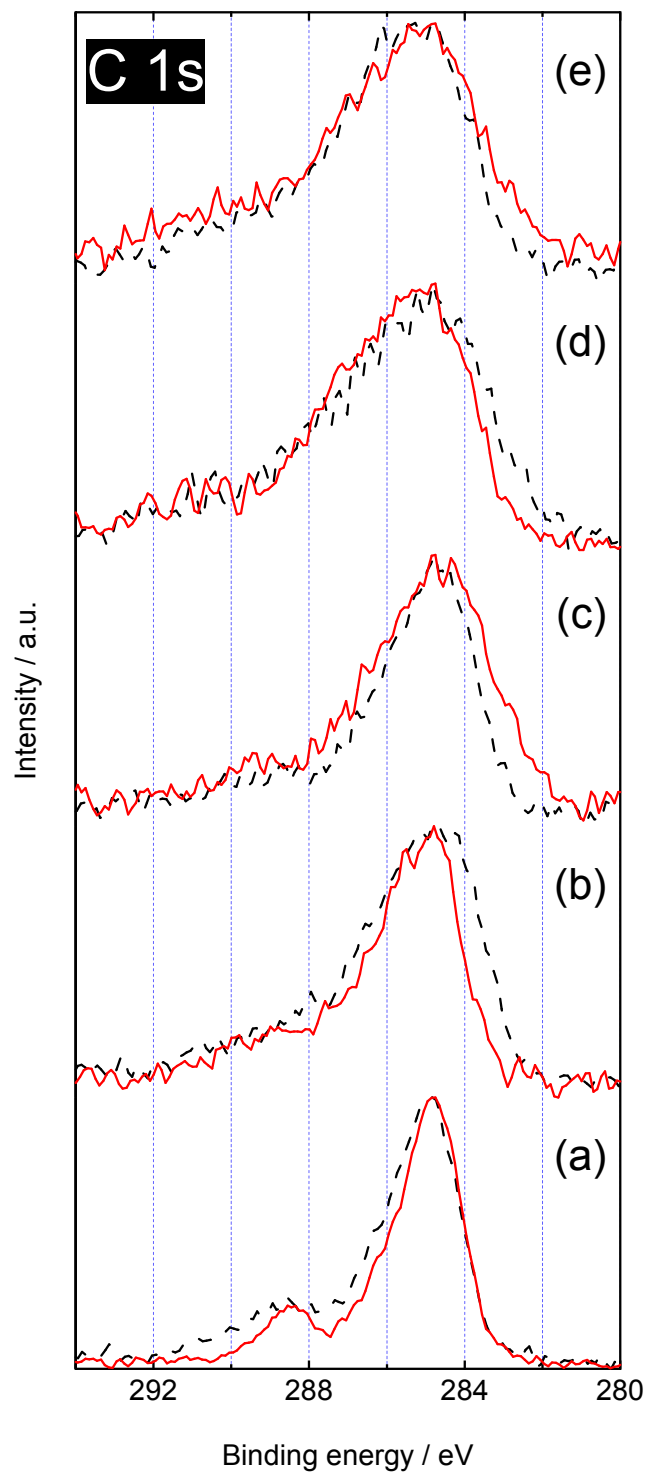 C 1s
(e)
(d)
(c)
(b)
(a)
Intensity / a.u.
292 288 284 280
Binding energy / eV